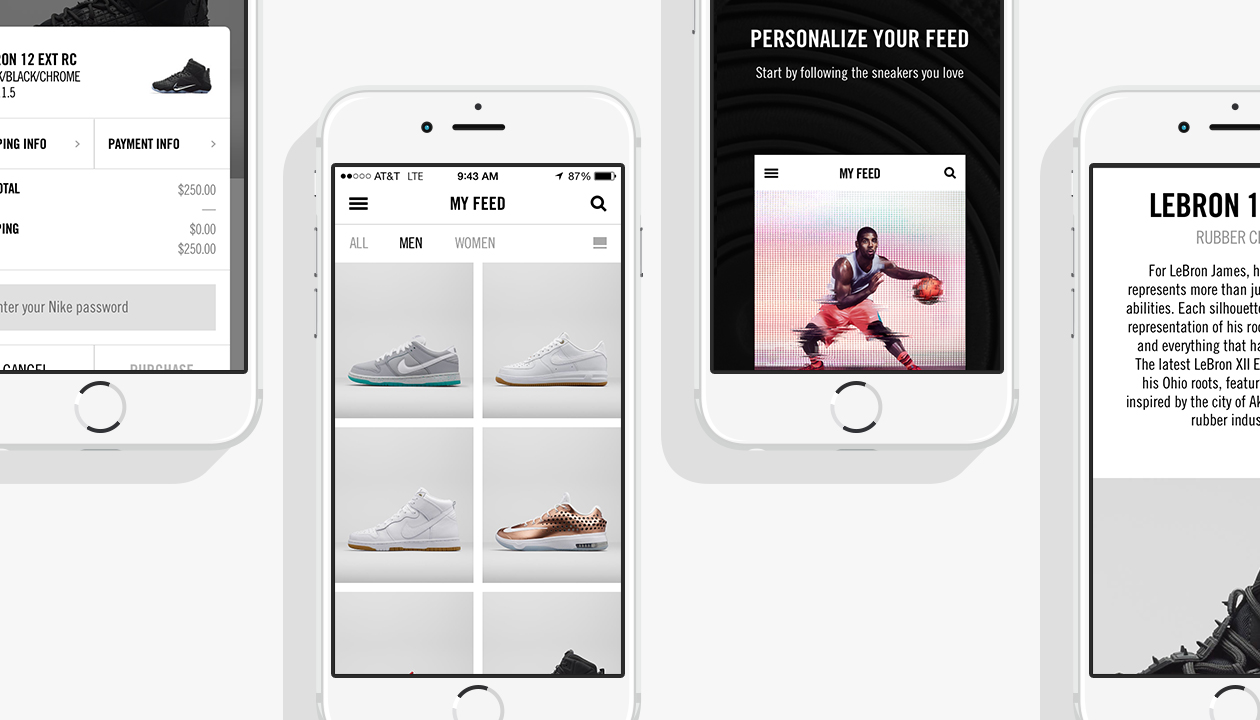 RON 12 EXT RC
K/BLACK/CHROME
1.5
PING INFO
PAYMENT INFO
OTAL
$250.00
PING
$0.00
$250.00
nter your Nike password
CANCEL
PURCHASE
AT&T LTE
9:43 AM
87%
MY FEED
ALL
MEN
WOMEN
PERSONALIZE YOUR FEED
Start by following the sneakers you love
MY FEED
LEBRON 1
RUBBER C
For LeBron James, h
represents more than ju
abilities. Each silhouett
representation of his ro
and everything that ha
The latest LeBron XII E
his Ohio roots, featur
inspired by the city of Ak
rubber indus